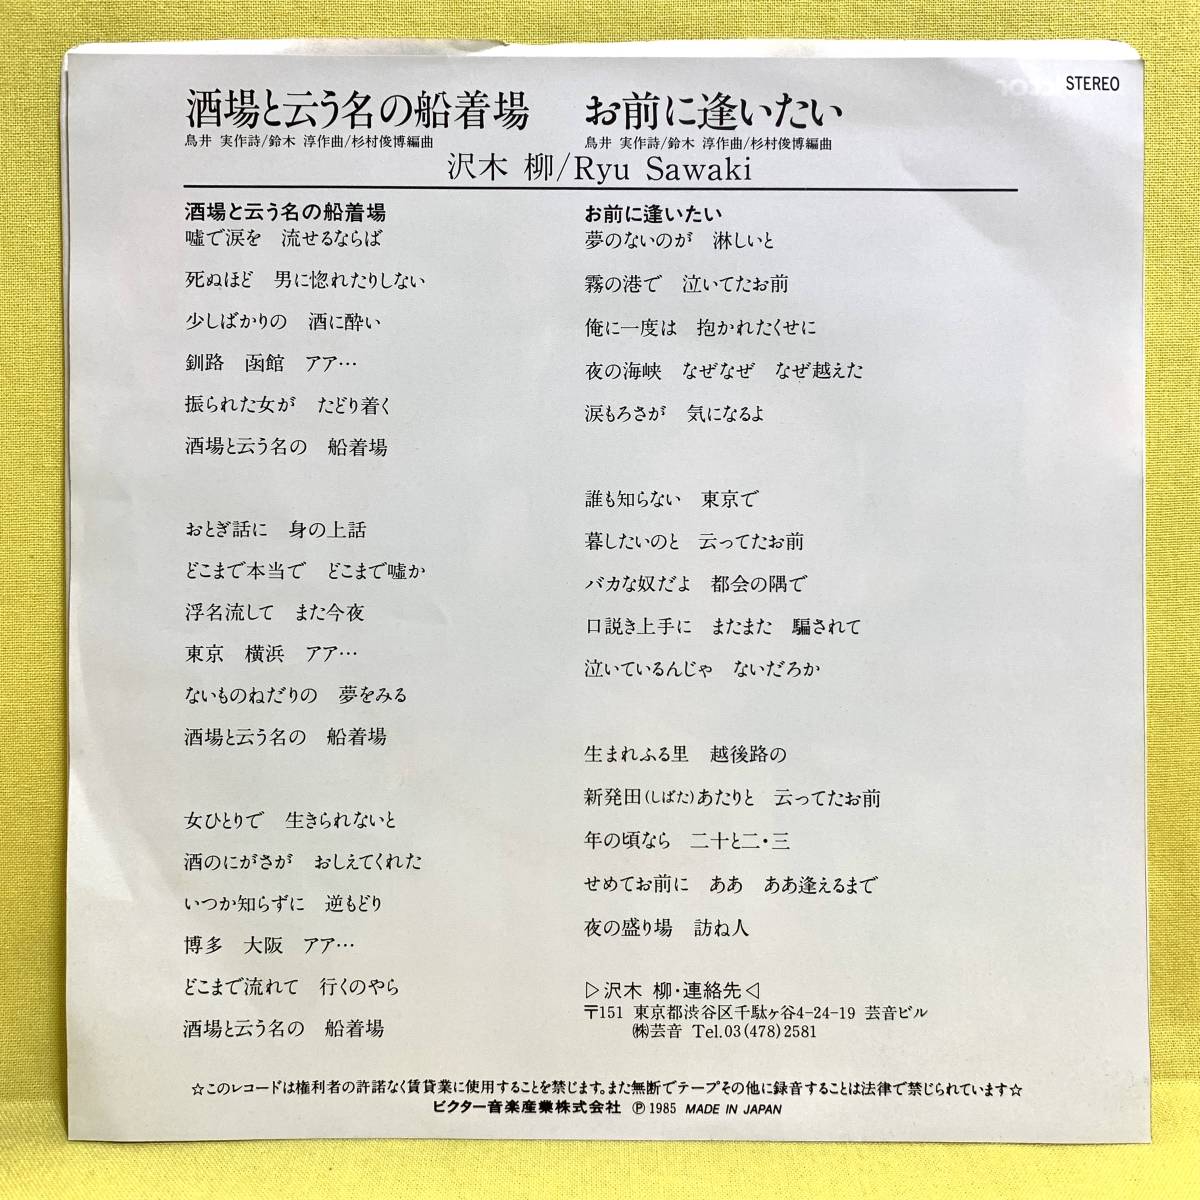 STEREO
酒場と云う名の船着場
鳥井 実作詩/鈴木 淳作曲/杉村俊博編曲
お前に逢いたい
鳥井 実作詩/鈴木 淳作曲/杉村俊博編曲
沢木 柳/Ryu Sawaki
酒場と云う名の船着場
嘘で涙を 流せるならば
死ぬほど 男に惚れたりしない
少しばかりの 酒に酔い
釧路 函館 アア…
振られた女が たどり着く
酒場と云う名の 船着場
おとぎ話に 身の上話
どこまで本当で どこまで嘘か
浮名流して また今夜
東京 横浜 アア…
ないものねだりの 夢をみる
酒場と云う名の 船着場
女ひとりで 生きられないと
酒のにがさが おしえてくれた
いつか知らずに 逆もどり
博多 大阪 アア…
どこまで流れて 行くのやら
酒場と云う名の 船着場
お前に逢いたい
夢のないのが 淋しいと
霧の港で 泣いてたお前
俺に一度は 抱かれたくせに
夜の海峡 なぜなぜ なぜ越えた
涙もろさが 気になるよ
誰も知らない 東京で
暮したいのと 云ってたお前
バカな奴だよ 都会の隅で
口説き上手に またまた 騙されて
泣いているんじゃ ないだろか
生まれふる里 越後路の
新発田(しばた)あたりと 云ってたお前
年の頃なら 二十と二・三
せめてお前に ああ ああ逢えるまで
夜の盛り場 訪ね人
▷沢木 柳・連絡先◁
〒151 東京都渋谷区千駄ヶ谷4-24-19 芸音ビル
㈱芸音 Tel.03(478)2581
☆このレコードは権利者の許諾なく賃貸業に使用することを禁じます。また無断でテープその他に録音することは法律で禁じられています☆
ビクター音楽産業株式会社 Ⓟ1985 MADE IN JAPAN